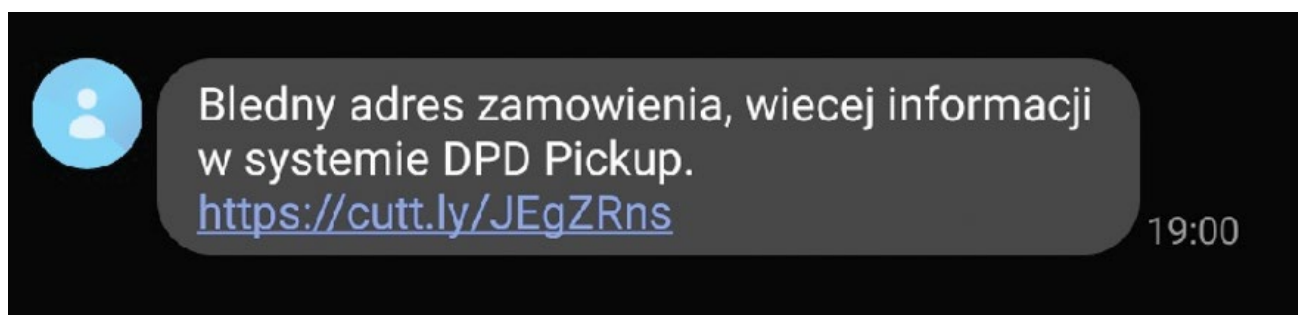 Bledny adres zamowienia, wiecej informacji
w systemie DPD Pickup.
https://cutt.ly/JEgZRns
19:00